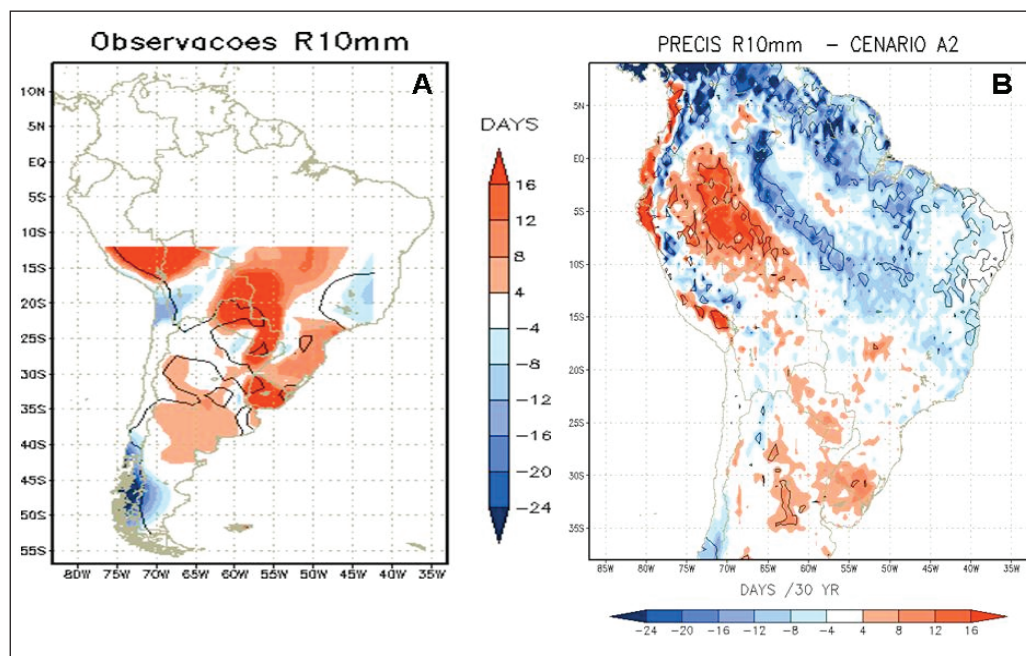 Observacoes R10mm
A
10N
5N
EQ
5S
10S
15S
20S
25S
30S
35S
40S
45S
50S
55S
80W 75W 70W 65W 60W 55W 50W 45W 40W 35W
DAYS
16
12
8
4
-4
-8
-12
-16
-20
-24
PRECIS R10mm - CENARIO A2
B
5N
0
5S
10S
15S
20S
25S
30S
35S
85W 80W 75W 70W 65W 60W 55W 50W 45W 40W 35W
DAYS /30 YR
-24 -20 -16 -12 -8 -4 4 8 12 16